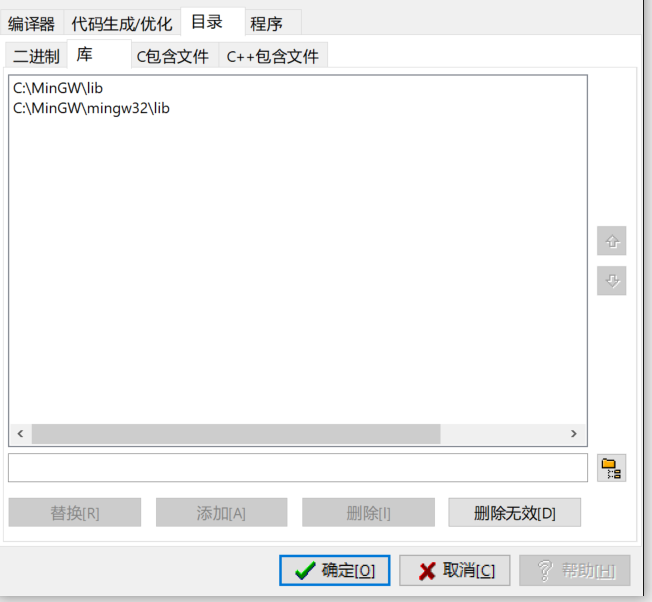 编译器 代码生成/优化 目录 程序
二进制 库 C包含文件 C++包含文件
C:\MinGW\lib
C:\MinGW\mingw32\lib
替换[R] 添加[A] 删除[I] 删除无效[D]
确定[O] 取消[C] 帮助[H]